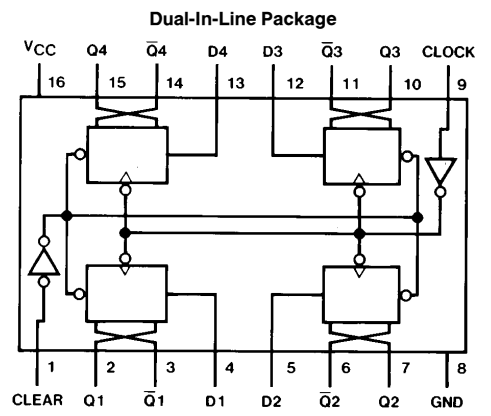 Dual-In-Line Package
VCC Q4 Q̅4 D4 D3 Q̅3 Q3 CLOCK
16 15 14 13 12 11 10 9
1 2 3 4 5 6 7 8
CLEAR Q1 Q̅1 D1 D2 Q̅2 Q2 GND